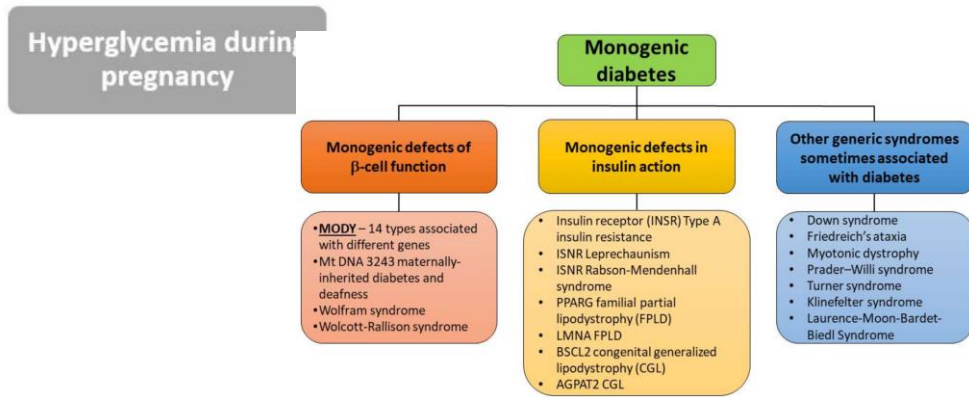 Hyperglycemia during
pregnancy
Monogenic
diabetes
Monogenic defects of
β-cell function
•MODY – 14 types associated
with different genes
•Mt DNA 3243 maternally-
inherited diabetes and
deafness
•Wolfram syndrome
•Wolcott-Rallison syndrome
Monogenic defects in
insulin action
• Insulin receptor (INSR) Type A
insulin resistance
• ISNR Leprechaunism
• ISNR Rabson-Mendenhall
syndrome
• PPARG familial partial
lipodystrophy (FPLD)
• LMNA FPLD
• BSCL2 congenital generalized
lipodystrophy (CGL)
• AGPAT2 CGL
Other generic syndromes
sometimes associated
with diabetes
• Down syndrome
• Friedreich's ataxia
• Myotonic dystrophy
• Prader–Willi syndrome
• Turner syndrome
• Klinefelter syndrome
• Laurence-Moon-Bardet-
Biedl Syndrome